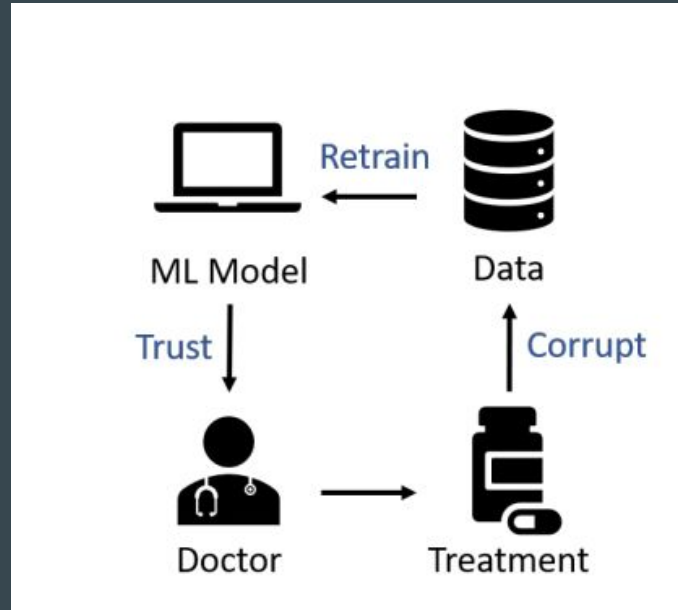 Retrain
ML Model
Data
Trust
Corrupt
Doctor
Treatment